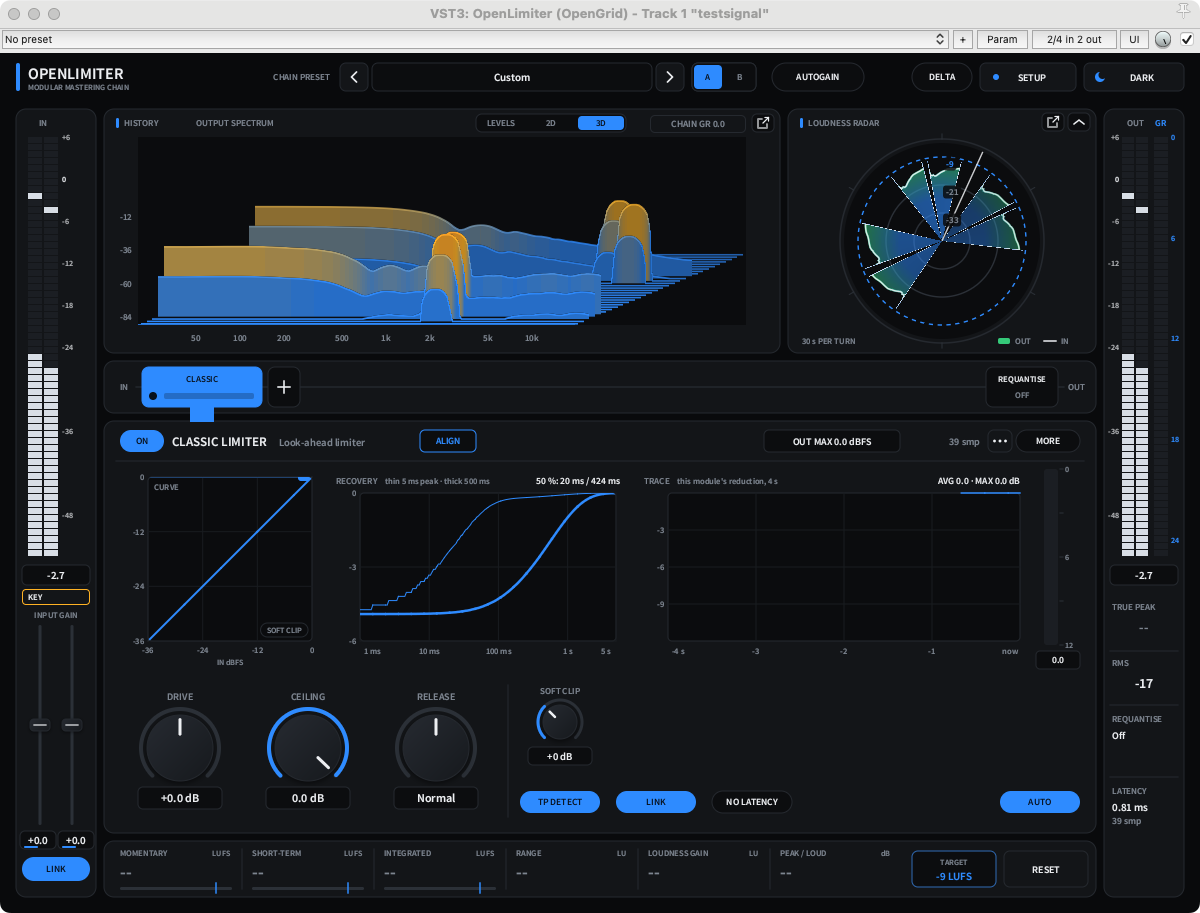 VST3: OpenLimiter (OpenGrid) - Track 1 "testsignal"
No preset
+
Param
2/4 in 2 out
UI
OPENLIMITER
MODULAR MASTERING CHAIN
CHAIN PRESET
Custom
A
B
AUTOGAIN
DELTA
SETUP
DARK
IN
+6
0
-6
-12
-18
-24
-36
-48
-2.7
KEY
INPUT GAIN
+0.0
+0.0
LINK
HISTORY
OUTPUT SPECTRUM
LEVELS
2D
3D
CHAIN GR 0.0
-12
-36
-60
-84
50
100
200
500
1k
2k
5k
10k
LOUDNESS RADAR
-9
-21
-33
30 s PER TURN
OUT
IN
IN
CLASSIC
+
REQUANTISE
OFF
OUT
ON
CLASSIC LIMITER
Look-ahead limiter
ALIGN
OUT MAX 0.0 dBFS
39 smp
•••
MORE
CURVE
0
-12
-24
-36
SOFT CLIP
-36
-24
-12
0
IN dBFS
RECOVERY
thin 5 ms peak · thick 500 ms
50 %: 20 ms / 424 ms
0
-3
-6
1 ms
10 ms
100 ms
1 s
5 s
TRACE
this module's reduction, 4 s
AVG 0.0 · MAX 0.0 dB
-3
-6
-9
-4 s
-3
-2
-1
now
0
6
12
0.0
DRIVE
+0.0 dB
CEILING
0.0 dB
RELEASE
Normal
SOFT CLIP
+0 dB
TP DETECT
LINK
NO LATENCY
AUTO
MOMENTARY
LUFS
--
SHORT-TERM
LUFS
--
INTEGRATED
LUFS
--
RANGE
LU
--
LOUDNESS GAIN
LU
--
PEAK / LOUD
dB
--
TARGET
-9 LUFS
RESET
OUT
GR
+6
0
-6
-12
-18
-24
-36
-48
0
6
12
18
24
-2.7
TRUE PEAK
--
RMS
-17
REQUANTISE
Off
LATENCY
0.81 ms
39 smp